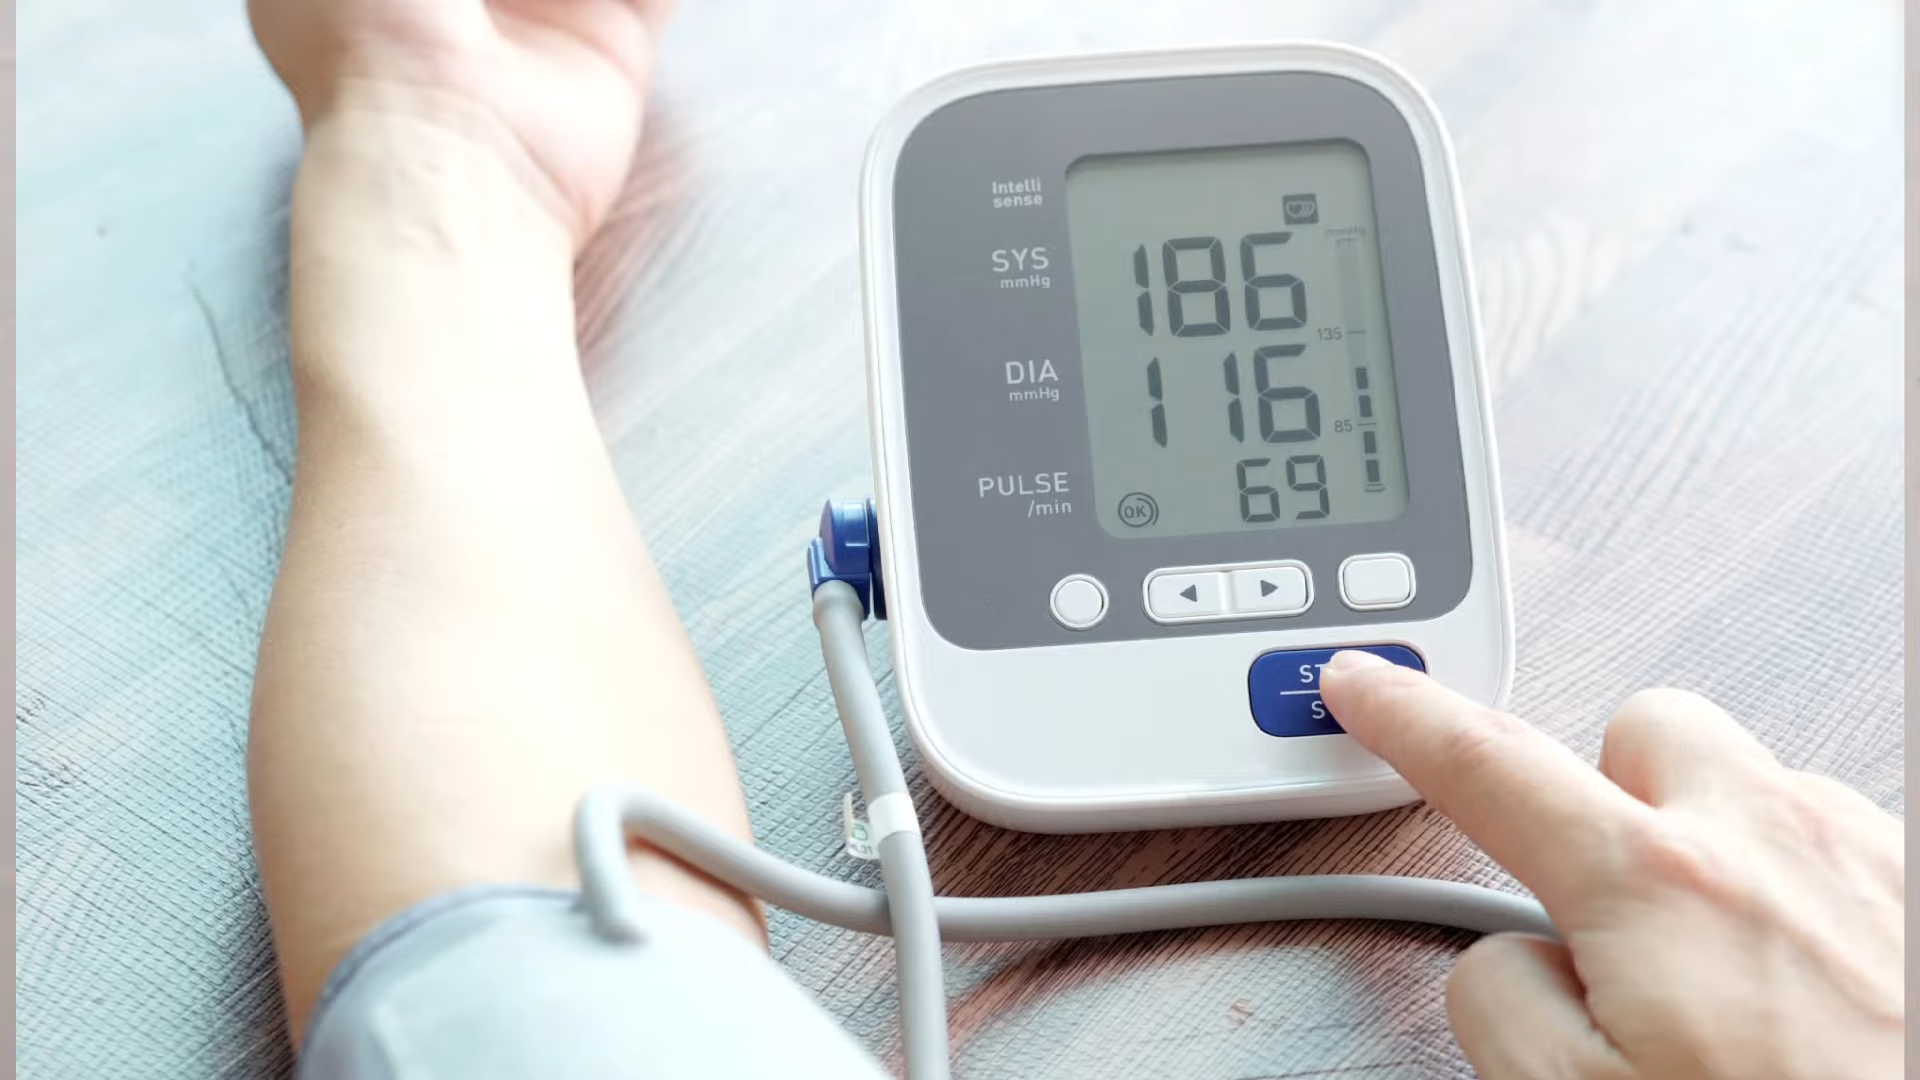 Intelli
sense
SYS
mmHg
186
135
DIA
mmHg
116
85
PULSE
/min
OK
69